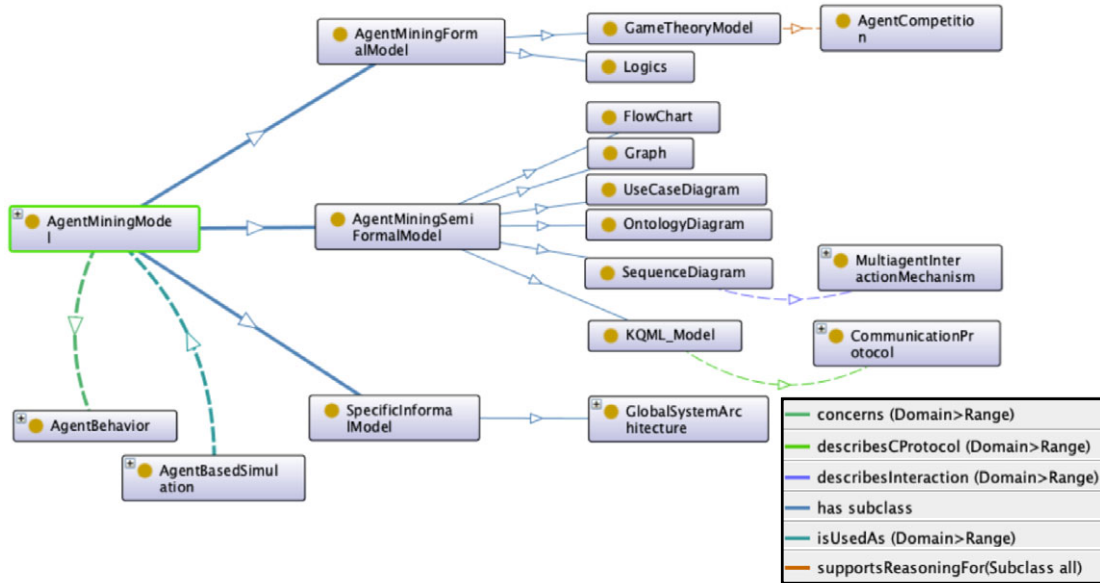 AgentMiningFor
malModel
GameTheoryModel
AgentCompetitio
n
Logics
FlowChart
Graph
UseCaseDiagram
AgentMiningMode
l
AgentMiningSemi
FormalModel
OntologyDiagram
SequenceDiagram
MultiagentInter
actionMechanism
KQML_Model
CommunicationPr
otocol
AgentBehavior
SpecificInforma
lModel
GlobalSystemArc
hitecture
AgentBasedSimul
ation
concerns (Domain>Range)
describesCProtocol (Domain>Range)
describesInteraction (Domain>Range)
has subclass
isUsedAs (Domain>Range)
supportsReasoningFor(Subclass all)